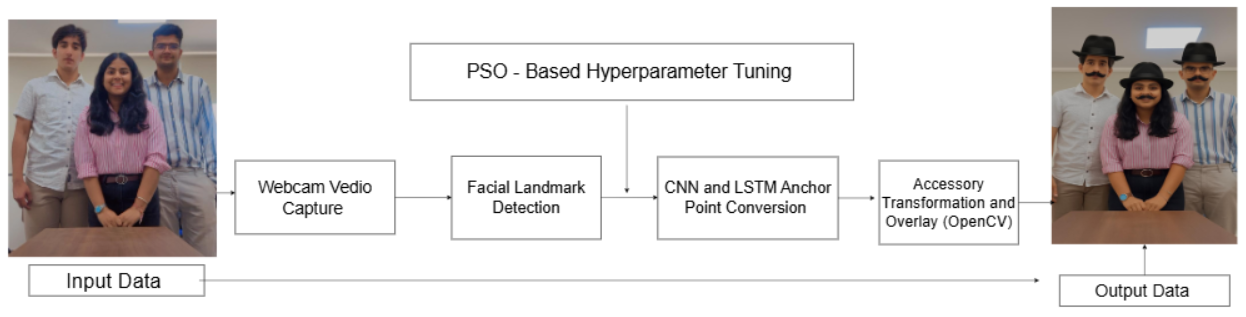 PSO - Based Hyperparameter Tuning
Webcam Vedio
Capture
Facial Landmark
Detection
CNN and LSTM Anchor
Point Conversion
Accessory
Transformation and
Overlay (OpenCV)
Input Data
Output Data